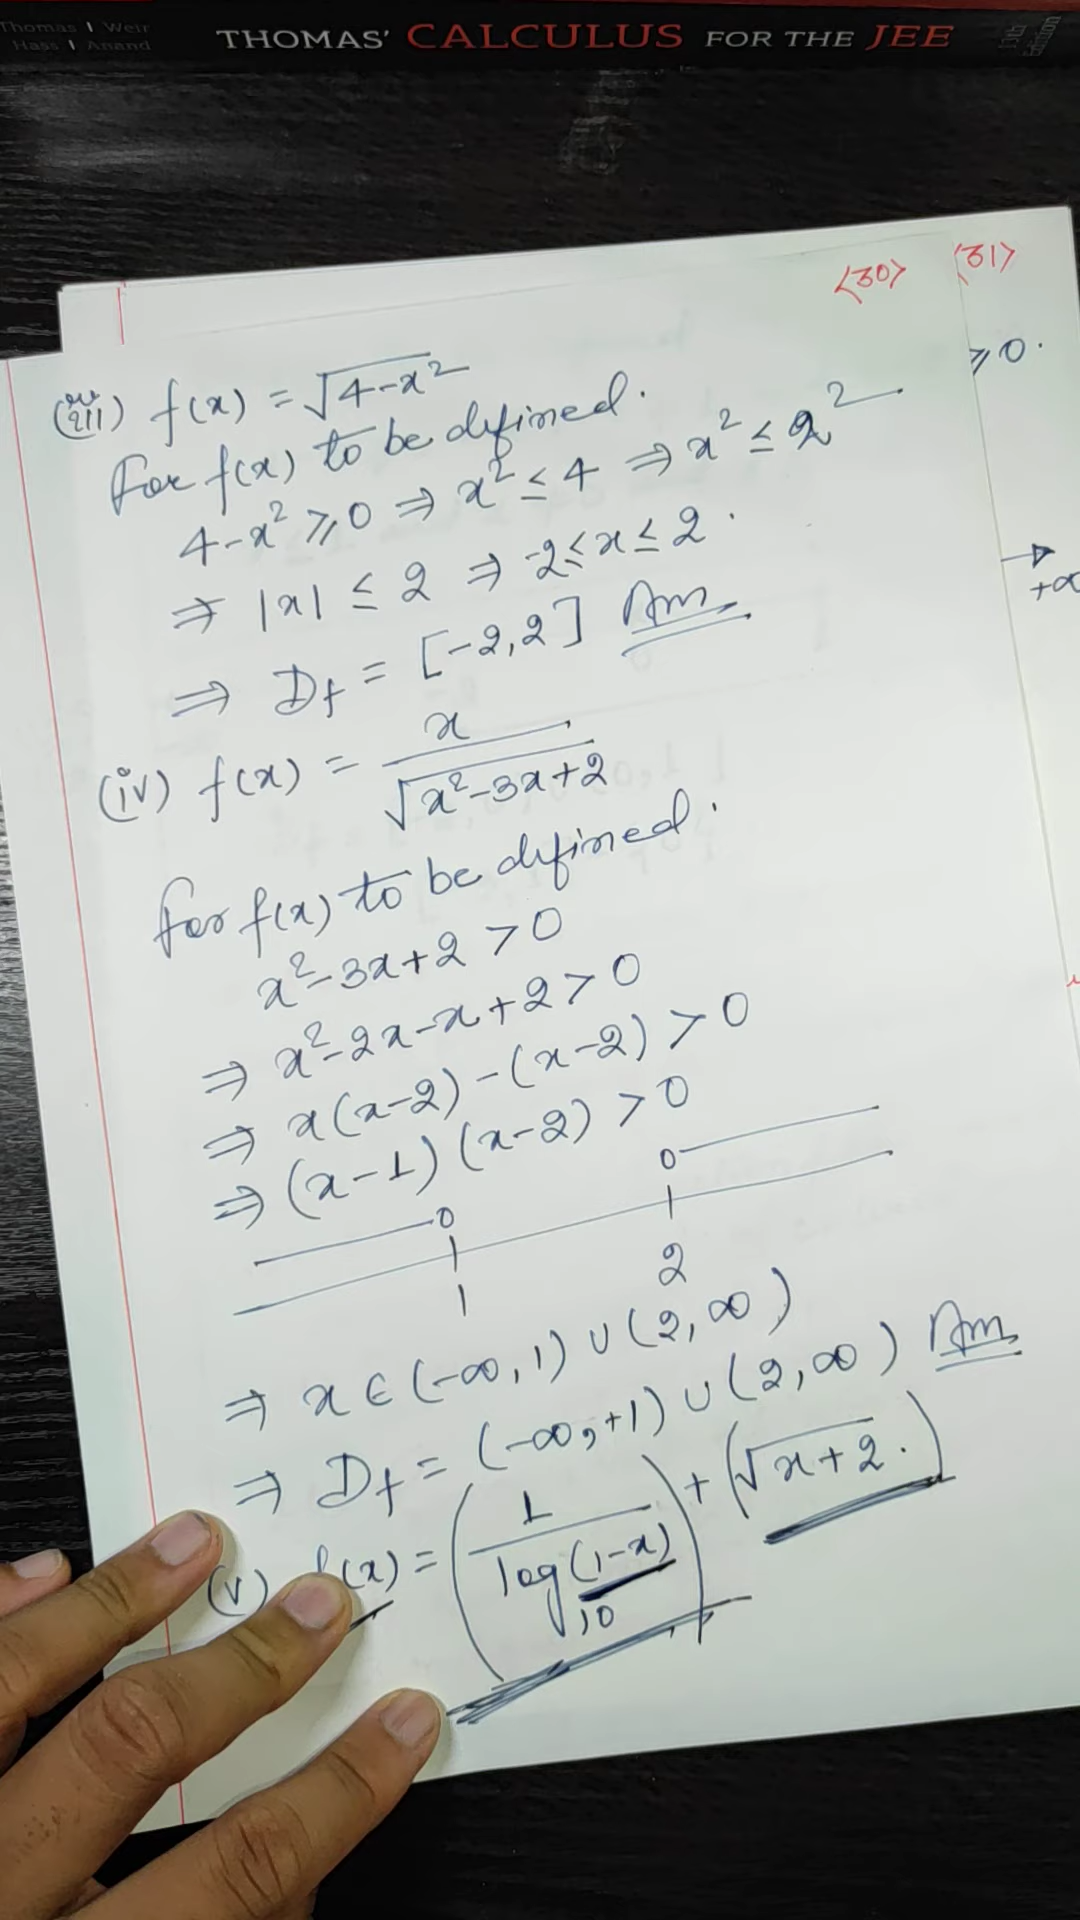 Thomas | Weir
Hass | Anand
THOMAS' CALCULUS FOR THE JEE
13th Edition
<30> <31>
(iii) f(x) = √4-x²
For f(x) to be defined.
4-x² ⩾ 0 ⇒ x² ≤ 4 ⇒ x² ≤ 2²
⇒ |x| ≤ 2 ⇒ -2 ≤ x ≤ 2.
⇒ Df = [-2,2] Ans
(iv) f(x) = x / √x²-3x+2
for f(x) to be defined.
x²-3x+2 > 0
⇒ x²-2x-x+2 > 0
⇒ x(x-2)-(x-2) > 0
⇒ (x-1)(x-2) > 0
1 2
⇒ x ∈ (-∞,1) ∪ (2,∞)
⇒ Df = (-∞,+1) ∪ (2,∞) Ans
(v) f(x) = (1 / log₁₀(1-x)) + (√x+2.)
⩾0.
+∞